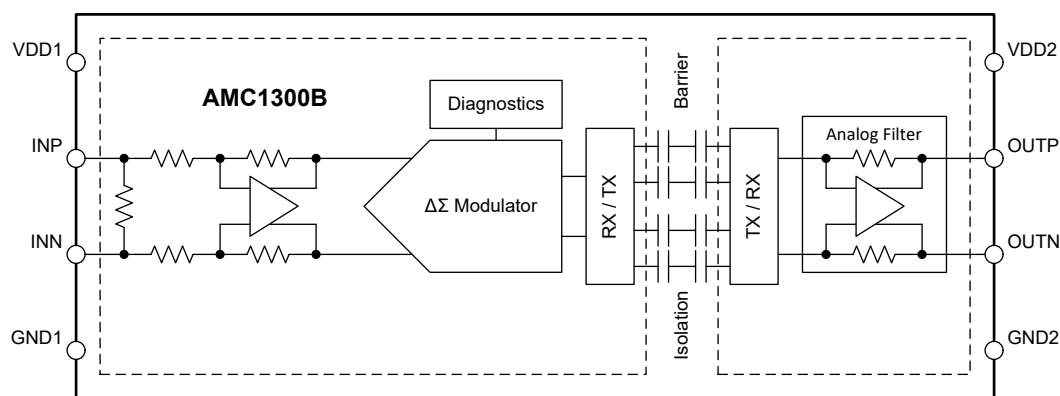 VDD1
VDD2
AMC1300B
Diagnostics
Barrier
INP
Analog Filter
OUTP
ΔΣ Modulator
RX / TX
TX / RX
INN
OUTN
Isolation
GND1
GND2